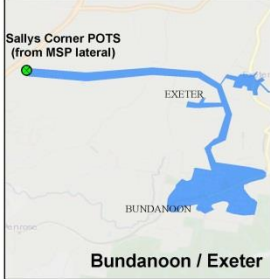 Sallys Corner POTS
(from MSP lateral)
EXETER
BUNDANOON
Bundanoon / Exeter